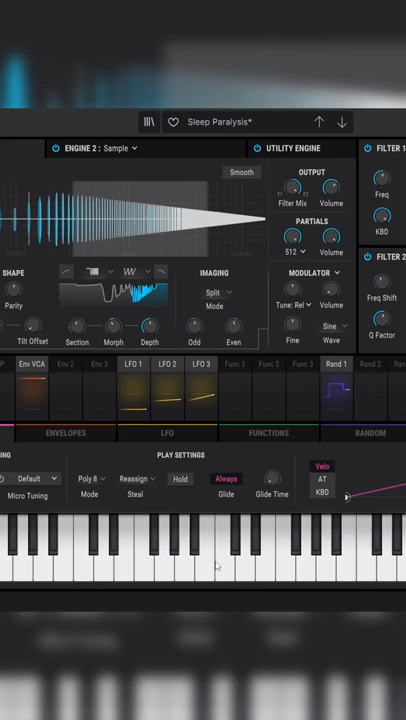 Sleep Paralysis*
ENGINE 2 : Sample
UTILITY ENGINE
FILTER 1
Smooth
OUTPUT
F1 F2
Filter Mix
Volume
Freq
PARTIALS
KBD
512
Volume
FILTER 2
SHAPE
IMAGING
MODULATOR
Split
Mode
Parity
Tune: Rel
Volume
Freq Shift
Sine
Tilt Offset
Section
Morph
Depth
Odd
Even
Fine
Wave
Q Factor
Env VCA
Env 2
Env 3
LFO 1
LFO 2
LFO 3
Func 1
Func 2
Func 3
Rand 1
Rand 2
ENVELOPES
LFO
FUNCTIONS
RANDOM
PLAY SETTINGS
Default
Micro Tuning
Poly 8
Mode
Reassign
Steal
Hold
Always
Glide
Glide Time
Velo
AT
KBD